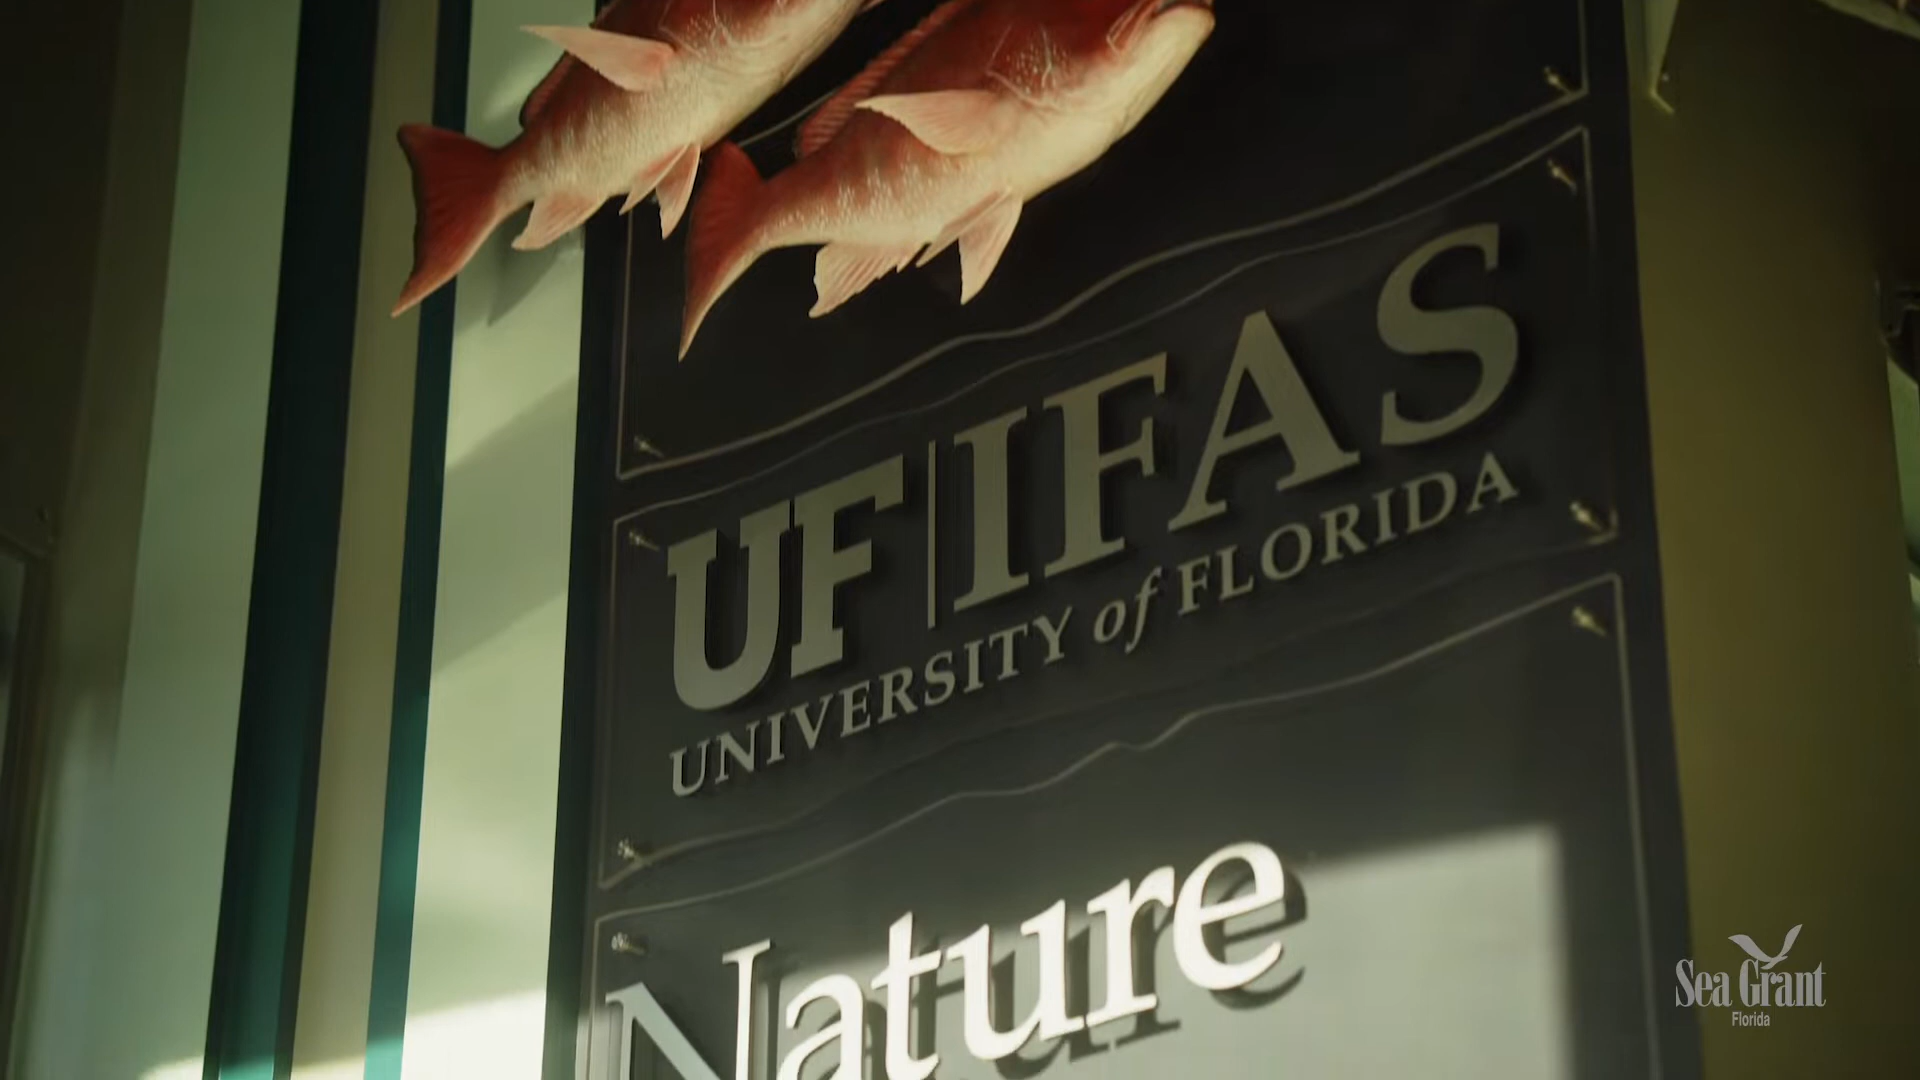 UF|IFAS
UNIVERSITY of FLORIDA
Nature
Sea Grant
Florida